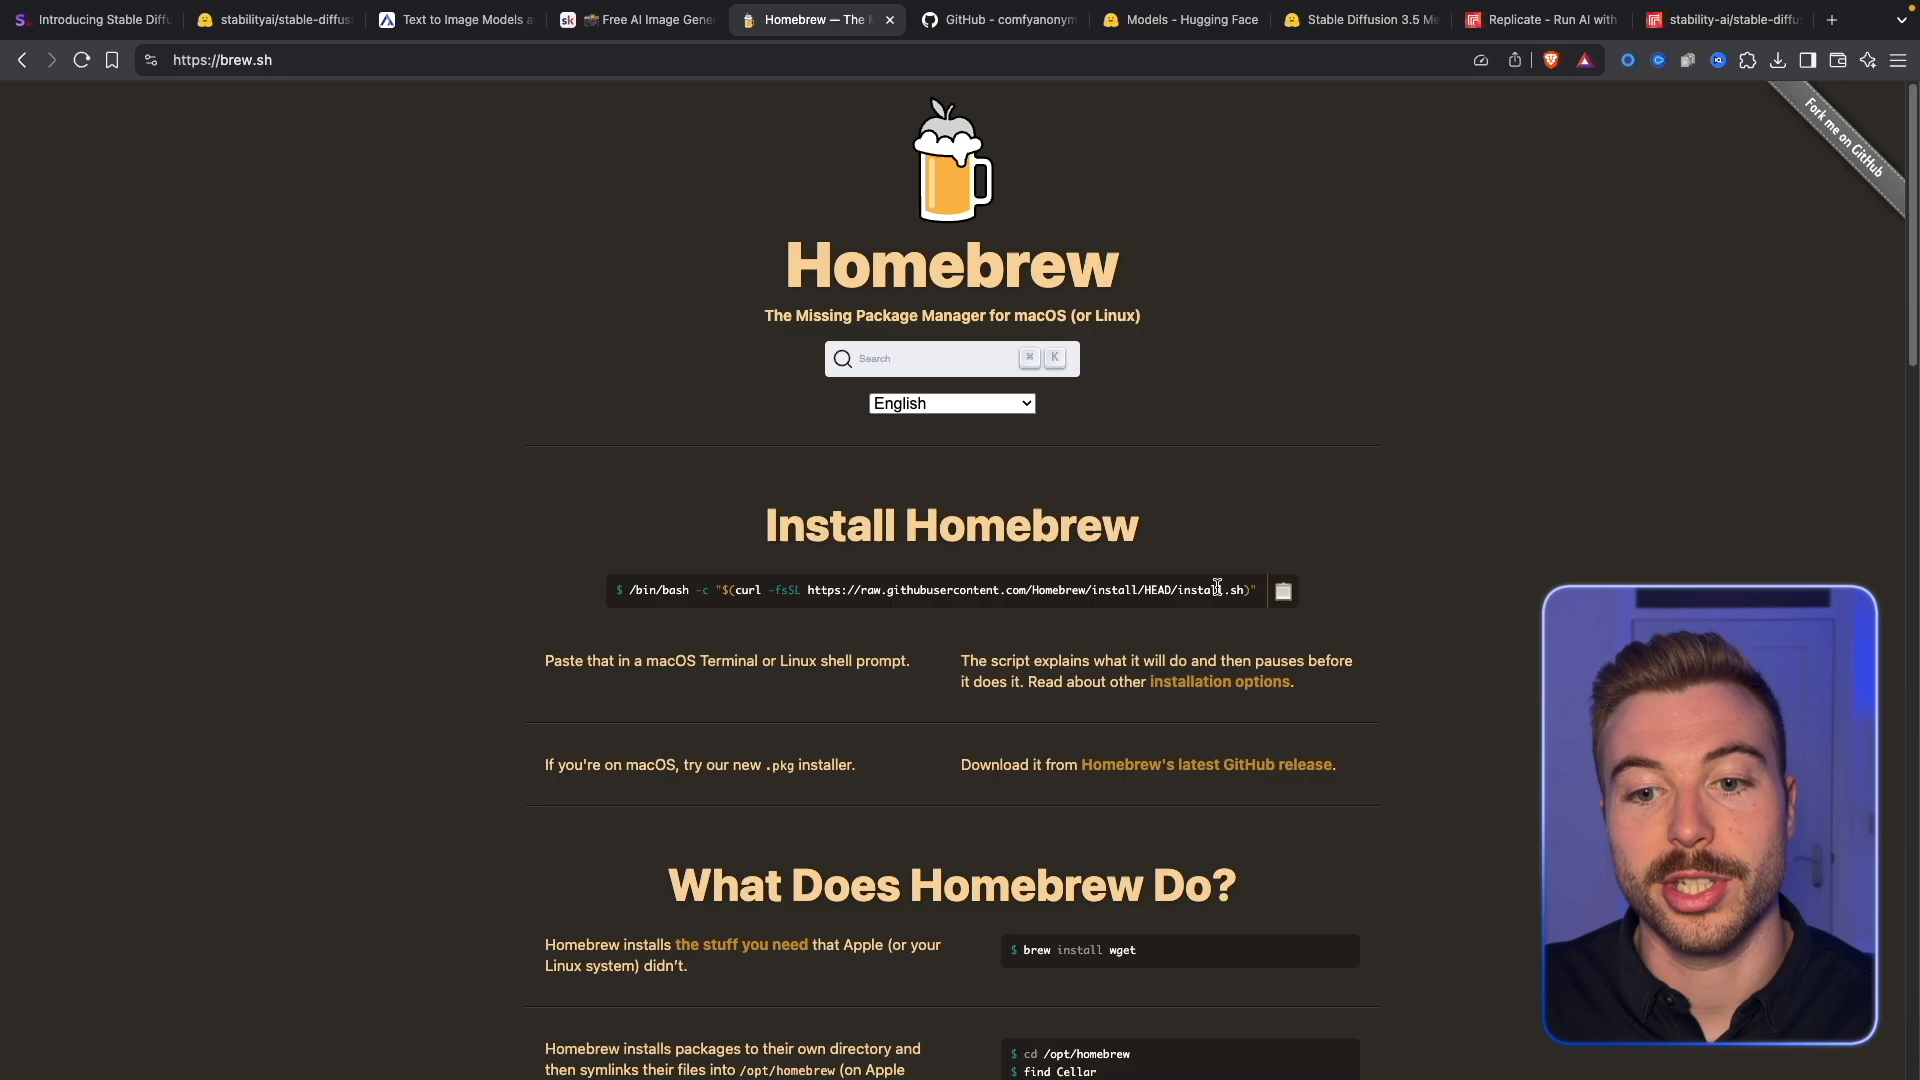 Introducing Stable Diffu
stabilityai/stable-diffusi
Text to Image Models a
Free AI Image Gener
Homebrew — The M
GitHub - comfyanonym
Models - Hugging Face
Stable Diffusion 3.5 Me
Replicate - Run AI with
stability-ai/stable-diffu
https://brew.sh
Fork me on GitHub
Homebrew
The Missing Package Manager for macOS (or Linux)
Search ⌘ K
English
Install Homebrew
$ /bin/bash -c "$(curl -fsSL https://raw.githubusercontent.com/Homebrew/install/HEAD/install.sh)"
Paste that in a macOS Terminal or Linux shell prompt.
The script explains what it will do and then pauses before
it does it. Read about other installation options.
If you're on macOS, try our new .pkg installer.
Download it from Homebrew's latest GitHub release.
What Does Homebrew Do?
Homebrew installs the stuff you need that Apple (or your
Linux system) didn't.
$ brew install wget
Homebrew installs packages to their own directory and
then symlinks their files into /opt/homebrew (on Apple
$ cd /opt/homebrew
$ find Cellar